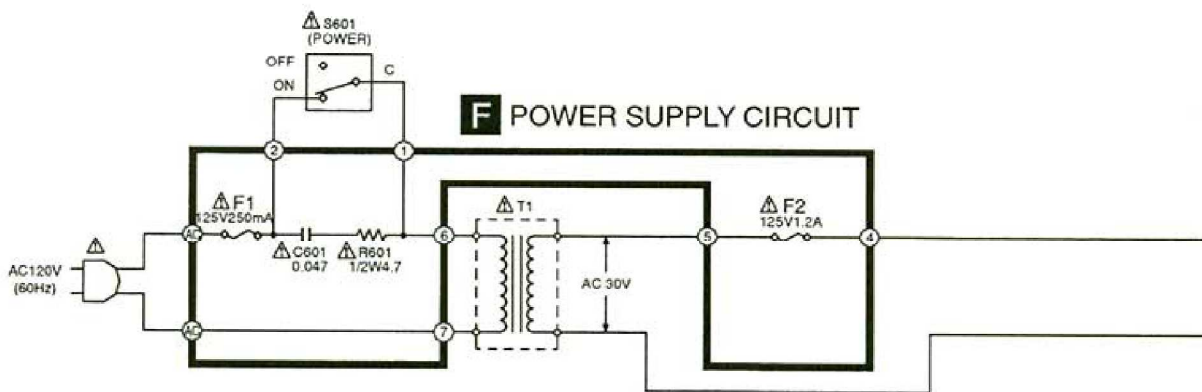 ⚠ S601
(POWER)
OFF
ON
C
F POWER SUPPLY CIRCUIT
2
1
⚠ F1
125V250mA
⚠ T1
⚠ F2
125V1.2A
AC
6
5
4
⚠ C601
0.047
⚠ R601
1/2W4.7
⚠
AC120V
(60Hz)
AC 30V
AC
7